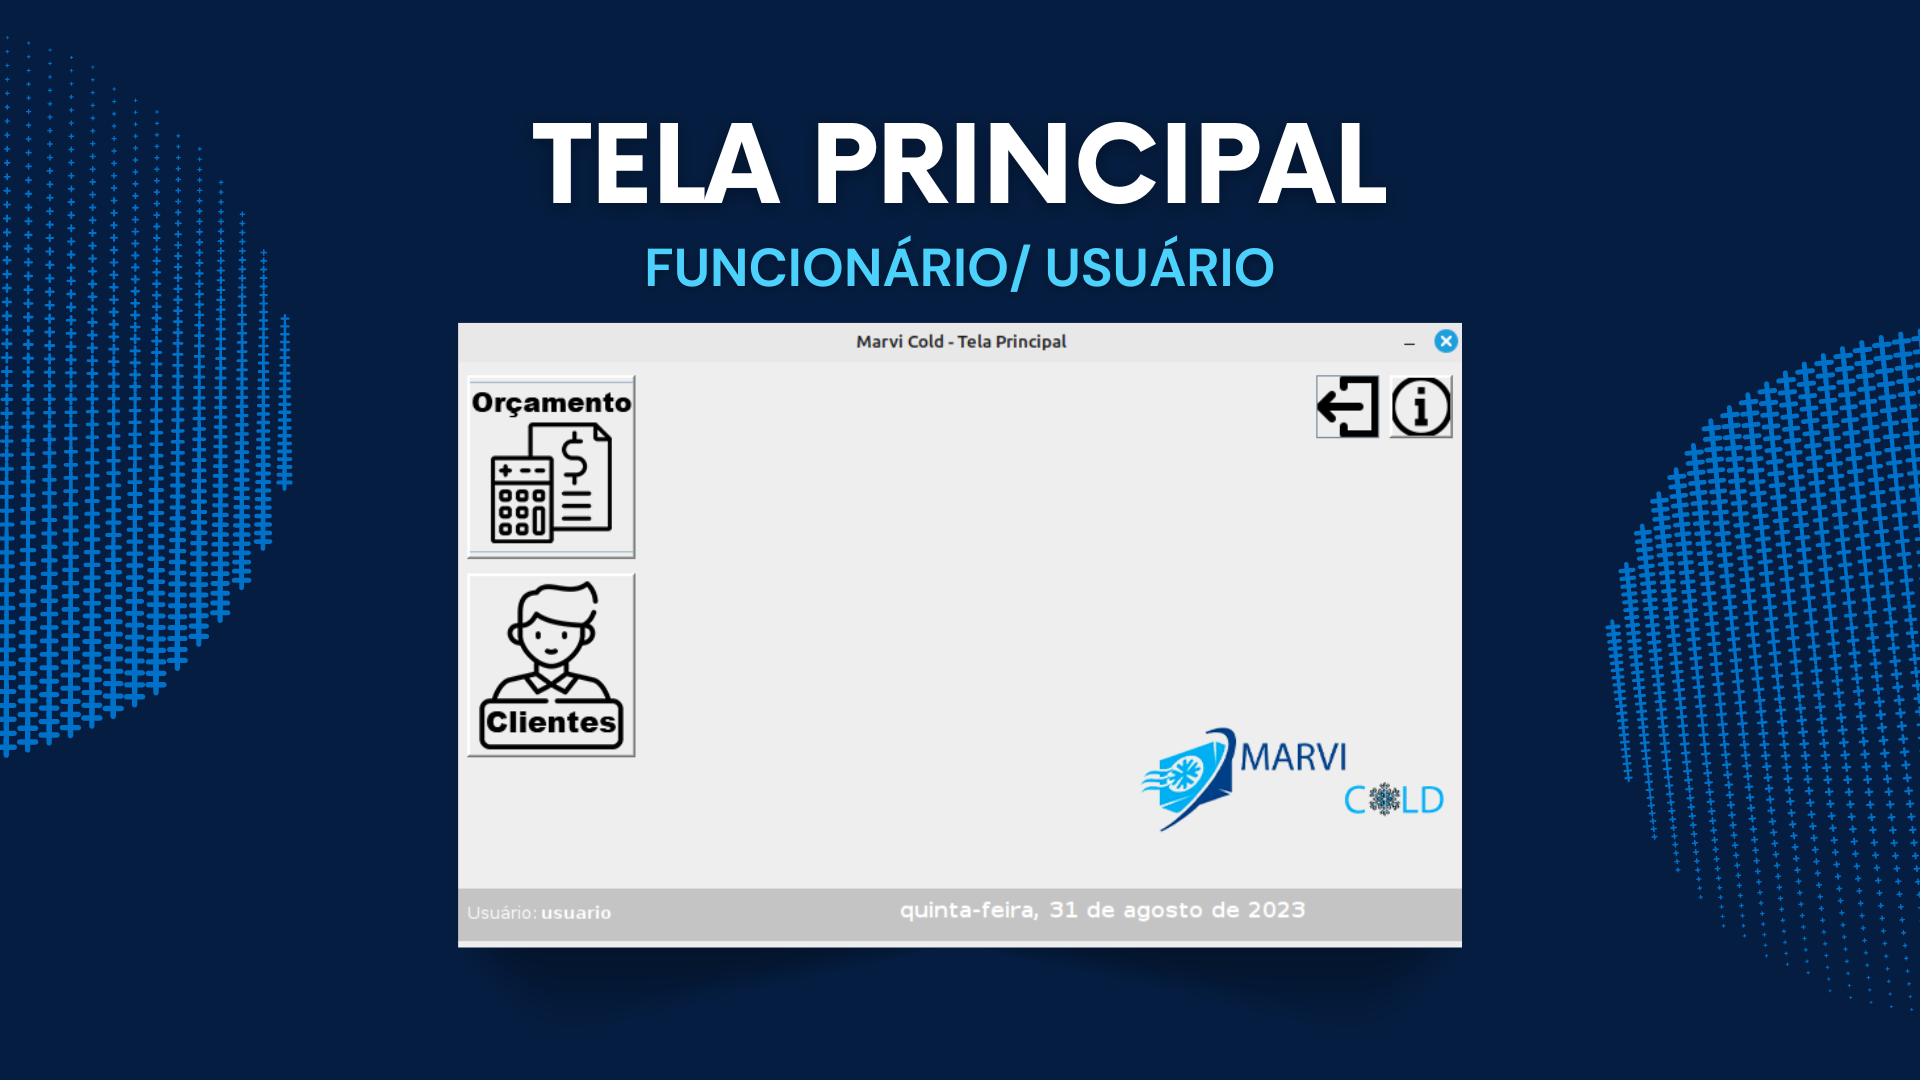 TELA PRINCIPAL
FUNCIONÁRIO/ USUÁRIO
Marvi Cold - Tela Principal
Orçamento
Clientes
MARVI
COLD
Usuário: usuario
quinta-feira, 31 de agosto de 2023